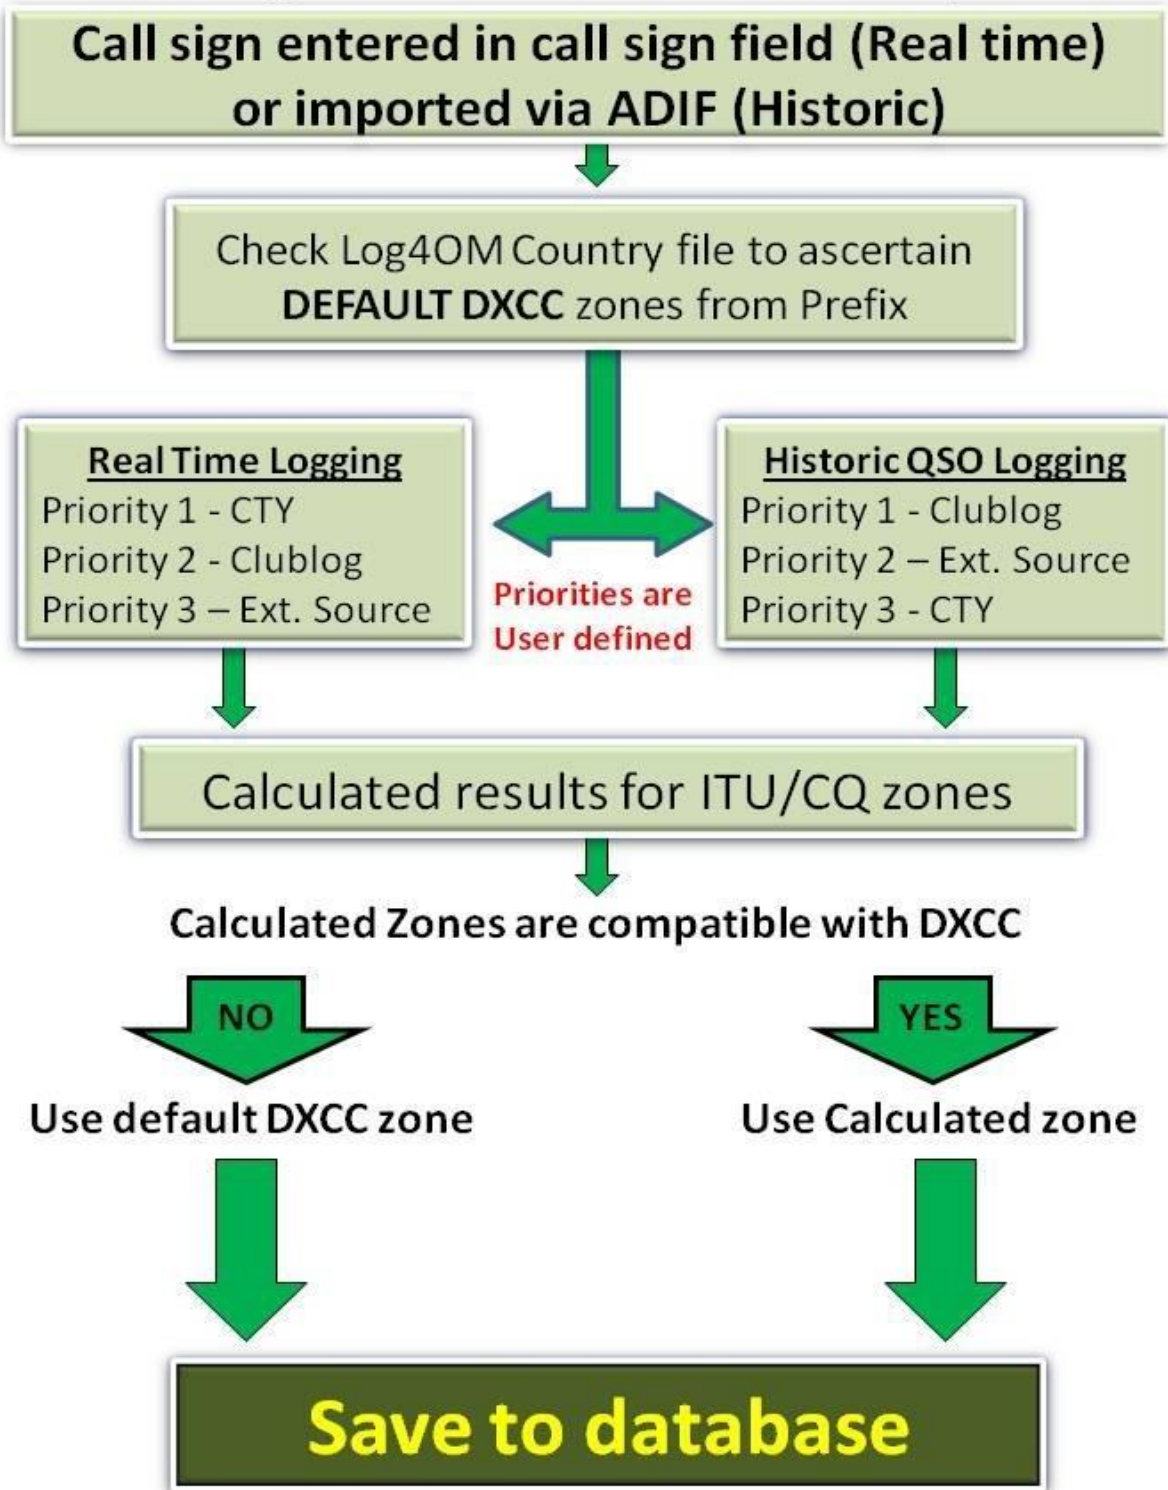 Call sign entered in call sign field (Real time)
or imported via ADIF (Historic)
Check Log4OM Country file to ascertain
DEFAULT DXCC zones from Prefix
Real Time Logging
Priority 1 - CTY
Priority 2 - Clublog
Priority 3 – Ext. Source
Priorities are
User defined
Historic QSO Logging
Priority 1 - Clublog
Priority 2 – Ext. Source
Priority 3 - CTY
Calculated results for ITU/CQ zones
Calculated Zones are compatible with DXCC
NO
YES
Use default DXCC zone
Use Calculated zone
Save to database